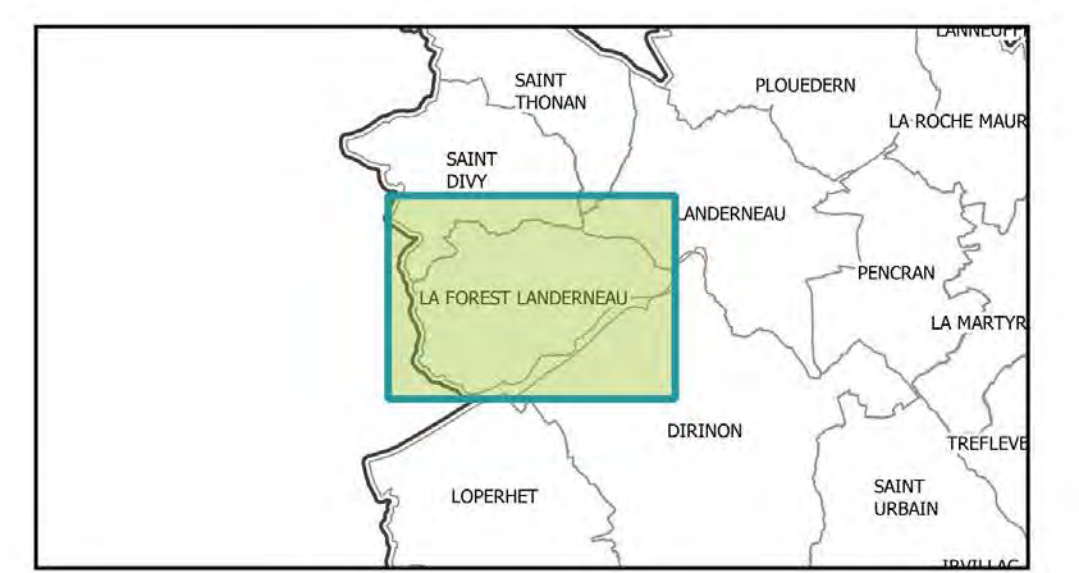 SAINT
THONAN
PLOUEDERN
LA ROCHE MAUR
SAINT
DIVY
LANDERNEAU
PENCRAN
LA FOREST LANDERNEAU
LA MARTYR
DIRINON
TREFLEVE
LOPERHET
SAINT
URBAIN